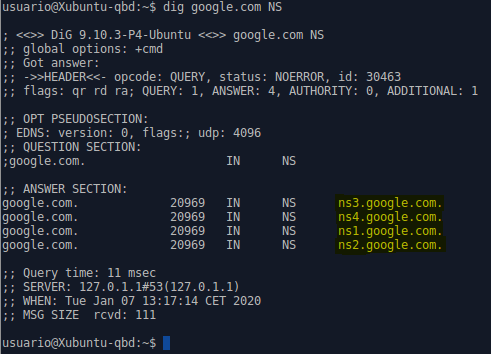 usuario@Xubuntu-qbd:~$ dig google.com NS
; <<>> DiG 9.10.3-P4-Ubuntu <<>> google.com NS
;; global options: +cmd
;; Got answer:
;; ->>HEADER<<- opcode: QUERY, status: NOERROR, id: 30463
;; flags: qr rd ra; QUERY: 1, ANSWER: 4, AUTHORITY: 0, ADDITIONAL: 1
;; OPT PSEUDOSECTION:
; EDNS: version: 0, flags:; udp: 4096
;; QUESTION SECTION:
;google.com. IN NS
;; ANSWER SECTION:
google.com. 20969 IN NS ns3.google.com.
google.com. 20969 IN NS ns4.google.com.
google.com. 20969 IN NS ns1.google.com.
google.com. 20969 IN NS ns2.google.com.
;; Query time: 11 msec
;; SERVER: 127.0.1.1#53(127.0.1.1)
;; WHEN: Tue Jan 07 13:17:14 CET 2020
;; MSG SIZE rcvd: 111
usuario@Xubuntu-qbd:~$